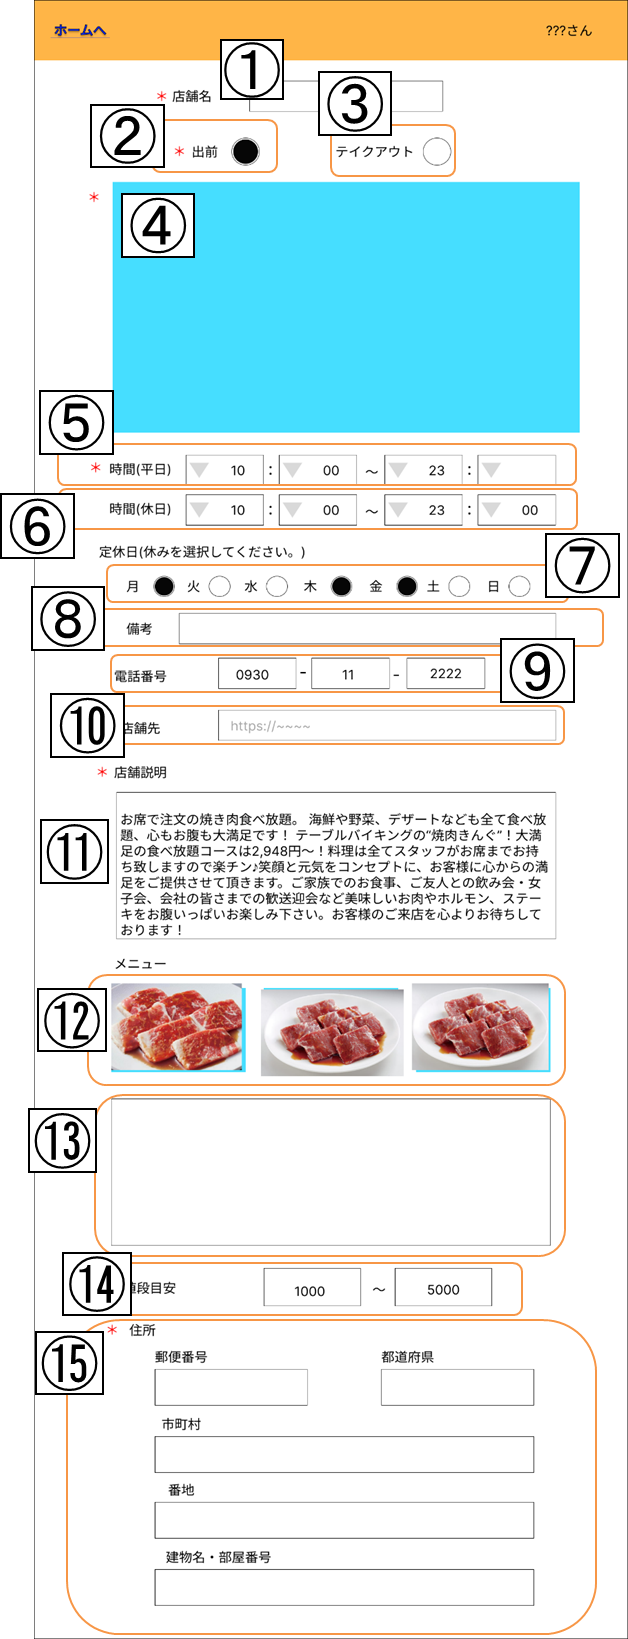 ホームへ
???さん
①
＊ 店舗名
②
＊ 出前
③
テイクアウト
＊
④
⑤
＊ 時間(平日) 10 : 00 ～ 23 :
⑥
時間(休日) 10 : 00 ～ 23 : 00
定休日(休みを選択してください。)
⑦
月 火 水 木 金 土 日
⑧
備考
電話番号 0930 - 11 - 2222
⑨
⑩
店舗先 https://~~~~
＊ 店舗説明
⑪
お席で注文の焼き肉食べ放題。 海鮮や野菜、デザートなども全て食べ放
題、心もお腹も大満足です！ テーブルバイキングの“焼肉きんぐ”！大満
足の食べ放題コースは2,948円～！料理は全てスタッフがお席までお持
ち致しますので楽チン♪笑顔と元気をコンセプトに、お客様に心からの満
足をご提供させて頂きます。ご家族でのお食事、ご友人との飲み会・女
子会、会社の皆さまでの歓送迎会など美味しいお肉やホルモン、ステー
キをお腹いっぱいお楽しみ下さい。お客様のご来店を心よりお待ちして
おります！
メニュー
⑫
⑬
⑭
値段目安 1000 ～ 5000
⑮
＊ 住所
郵便番号 都道府県
市町村
番地
建物名・部屋番号